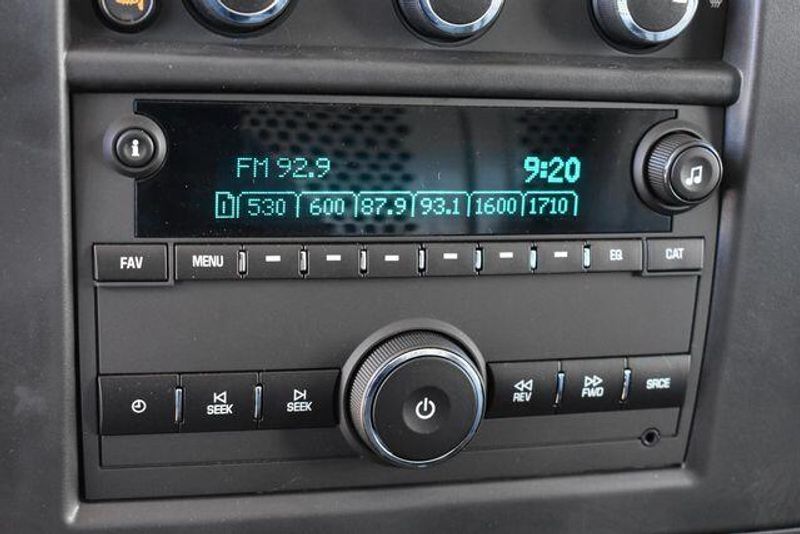 i
FM 92.9 9:20
1 530 600 87.9 93.1 1600 1710
FAV MENU EQ CAT
SEEK SEEK REV FWD SRCE